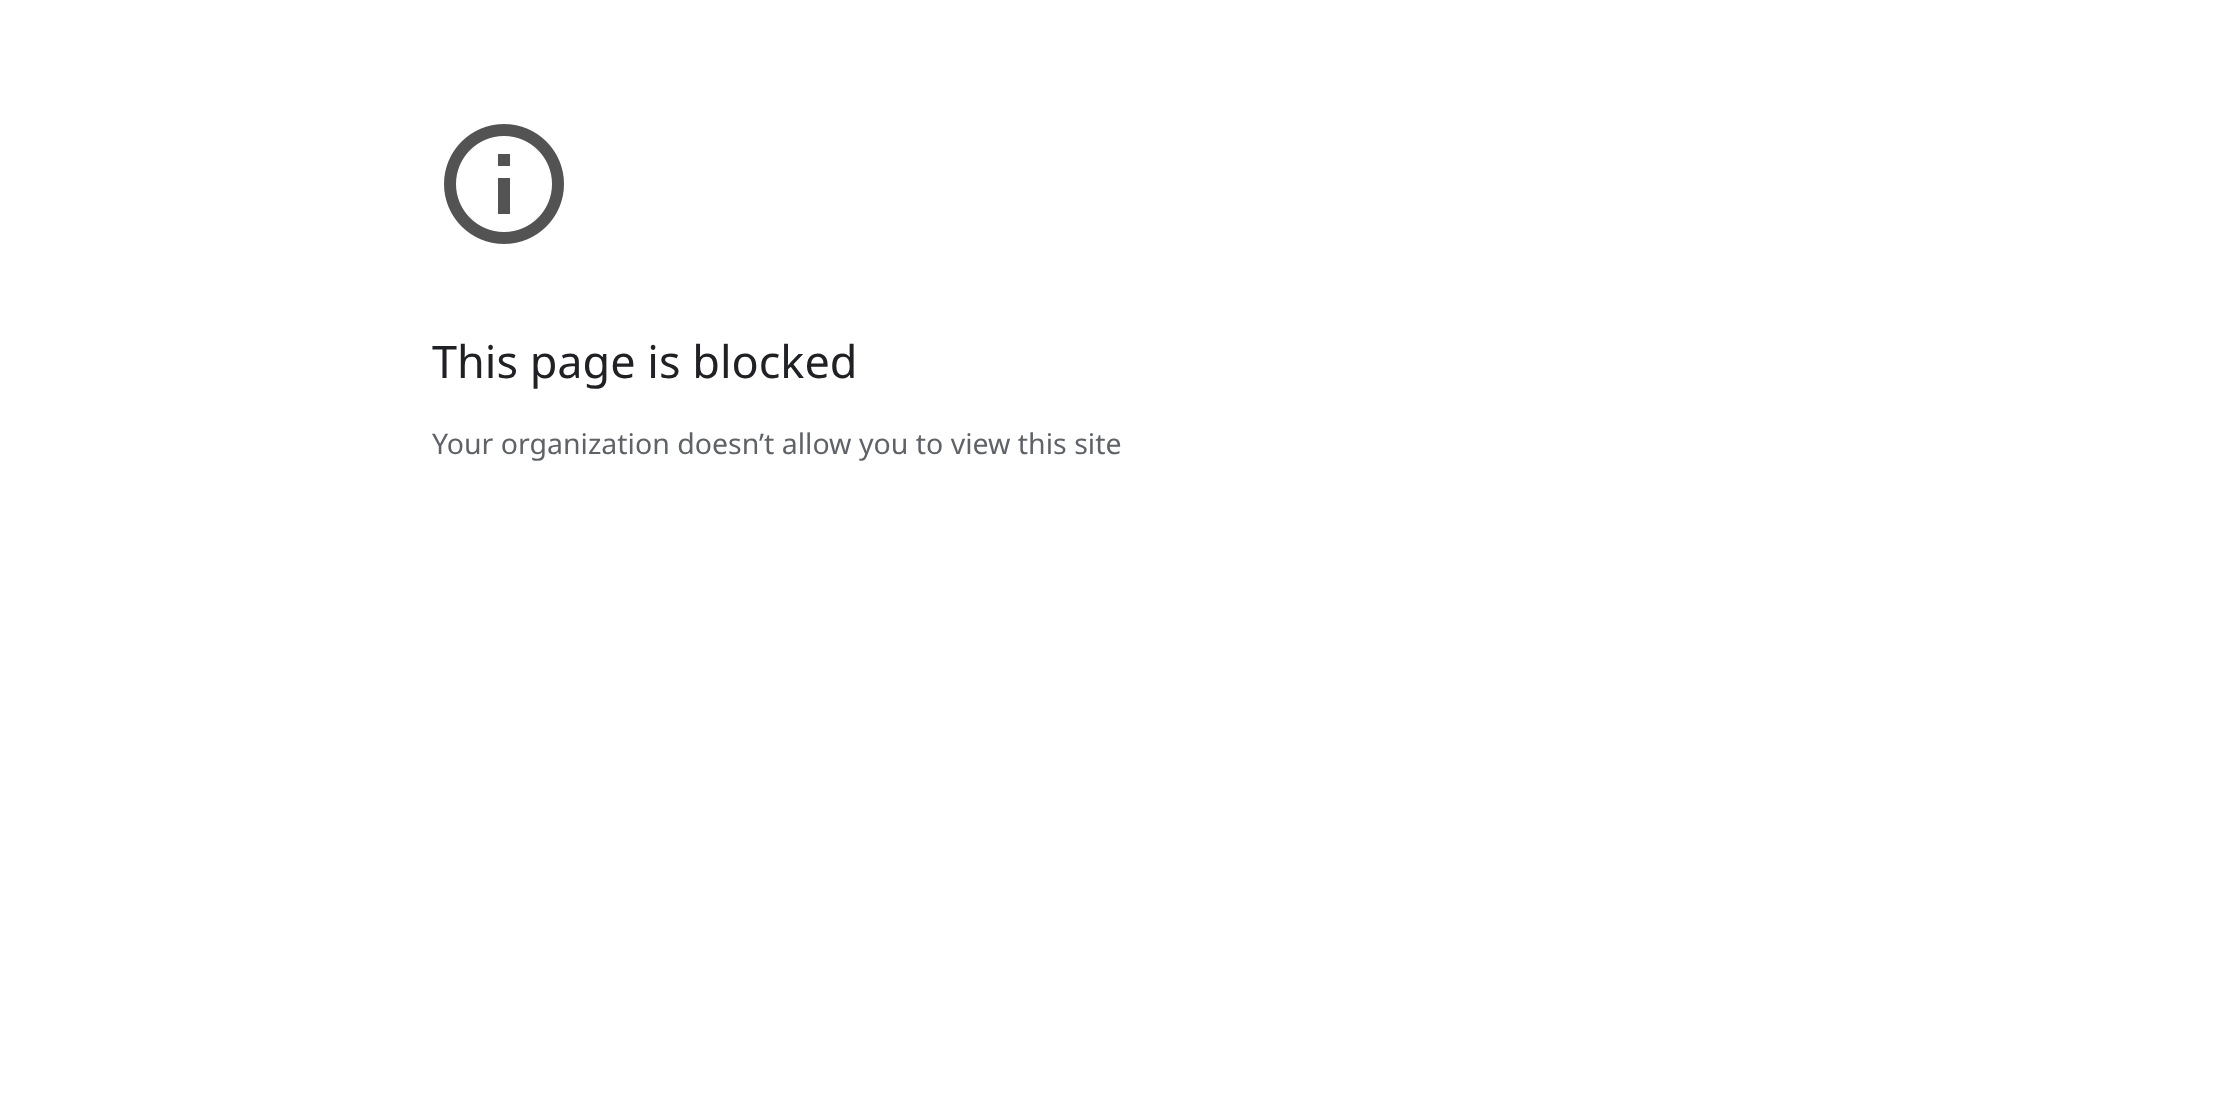 This page is blocked
Your organization doesn’t allow you to view this site